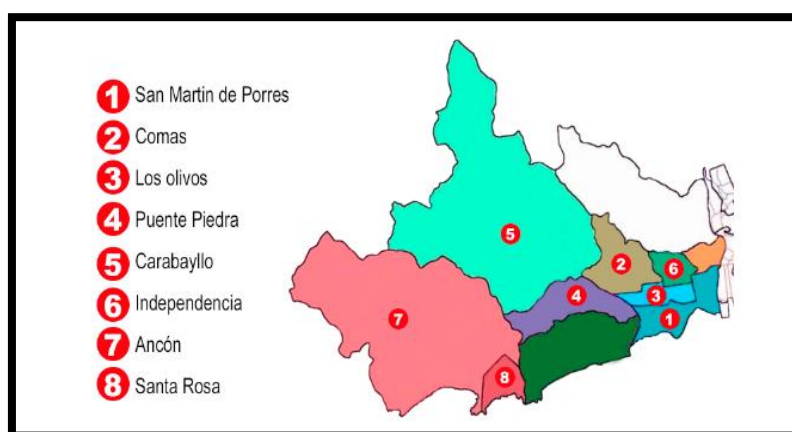 1 San Martin de Porres
2 Comas
3 Los olivos
4 Puente Piedra
5 Carabayllo
6 Independencia
7 Ancón
8 Santa Rosa
5
2
6
4
3
7
1
8